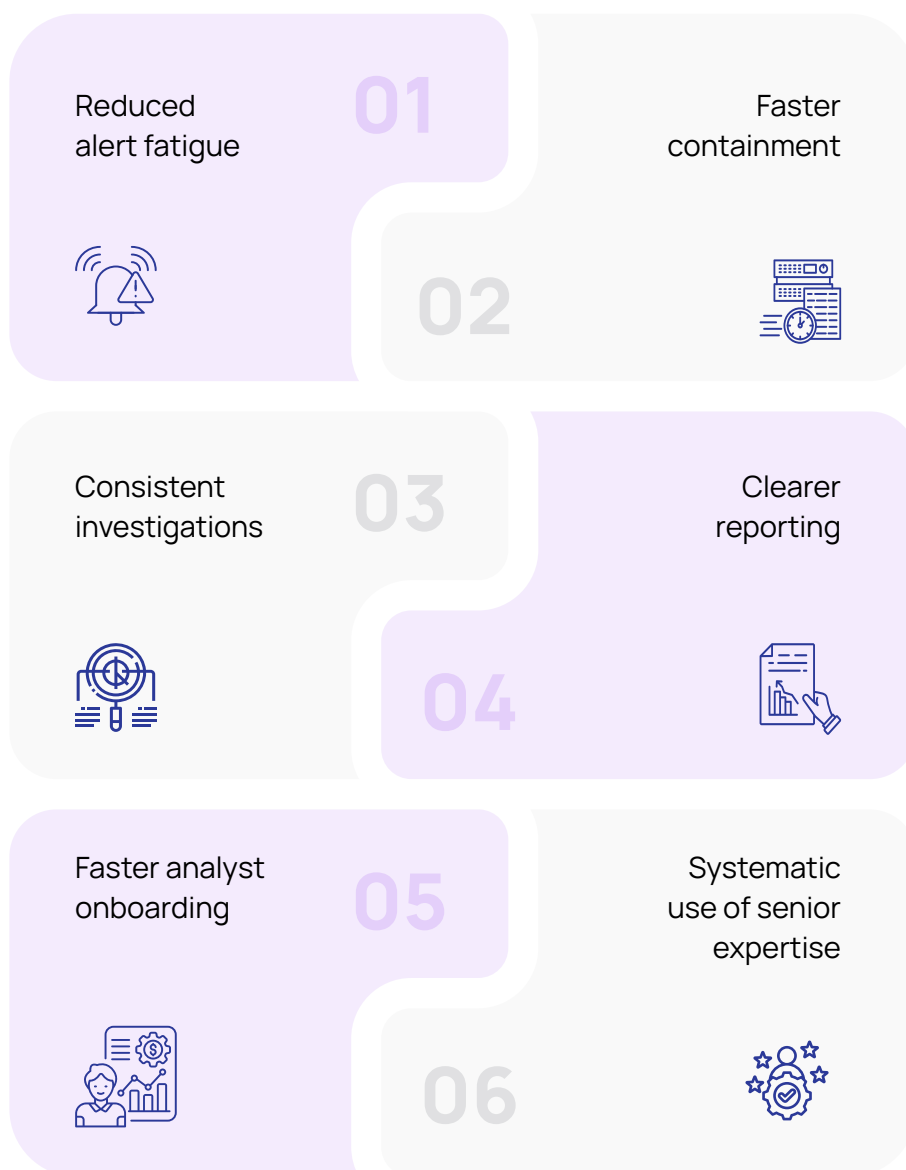 Reduced
alert fatigue
01
Faster
containment
02
Consistent
investigations
03
Clearer
reporting
04
Faster analyst
onboarding
05
Systematic
use of senior
expertise
06
$